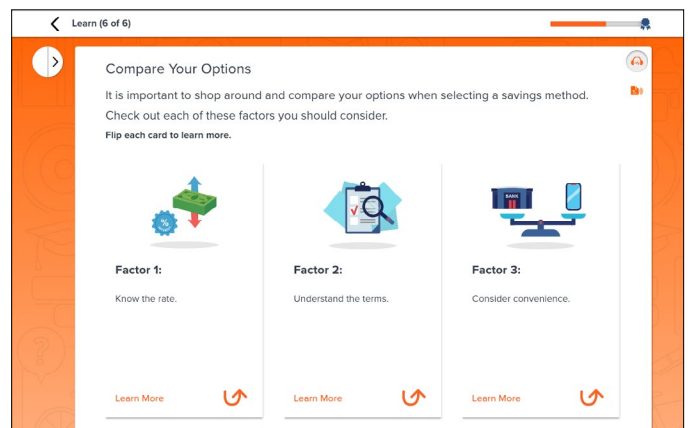 Learn (6 of 6)
Compare Your Options
It is important to shop around and compare your options when selecting a savings method.
Check out each of these factors you should consider.
Flip each card to learn more.
%
BANK
Factor 1:
Factor 2:
Factor 3:
Know the rate.
Understand the terms.
Consider convenience.
Learn More
Learn More
Learn More